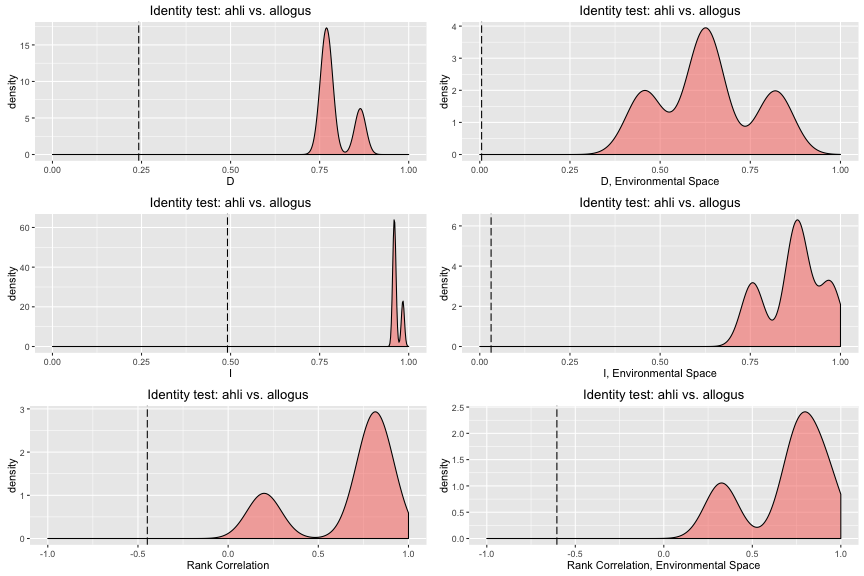 Identity test: ahli vs. allogus
density
15
10
5
0
0.00 0.25 0.50 0.75 1.00
D
Identity test: ahli vs. allogus
density
4
3
2
1
0
0.00 0.25 0.50 0.75 1.00
D, Environmental Space
Identity test: ahli vs. allogus
density
60
40
20
0
0.00 0.25 0.50 0.75 1.00
I
Identity test: ahli vs. allogus
density
6
4
2
0
0.00 0.25 0.50 0.75 1.00
I, Environmental Space
Identity test: ahli vs. allogus
density
3
2
1
0
-1.0 -0.5 0.0 0.5 1.0
Rank Correlation
Identity test: ahli vs. allogus
density
2.5
2.0
1.5
1.0
0.5
0.0
-1.0 -0.5 0.0 0.5 1.0
Rank Correlation, Environmental Space